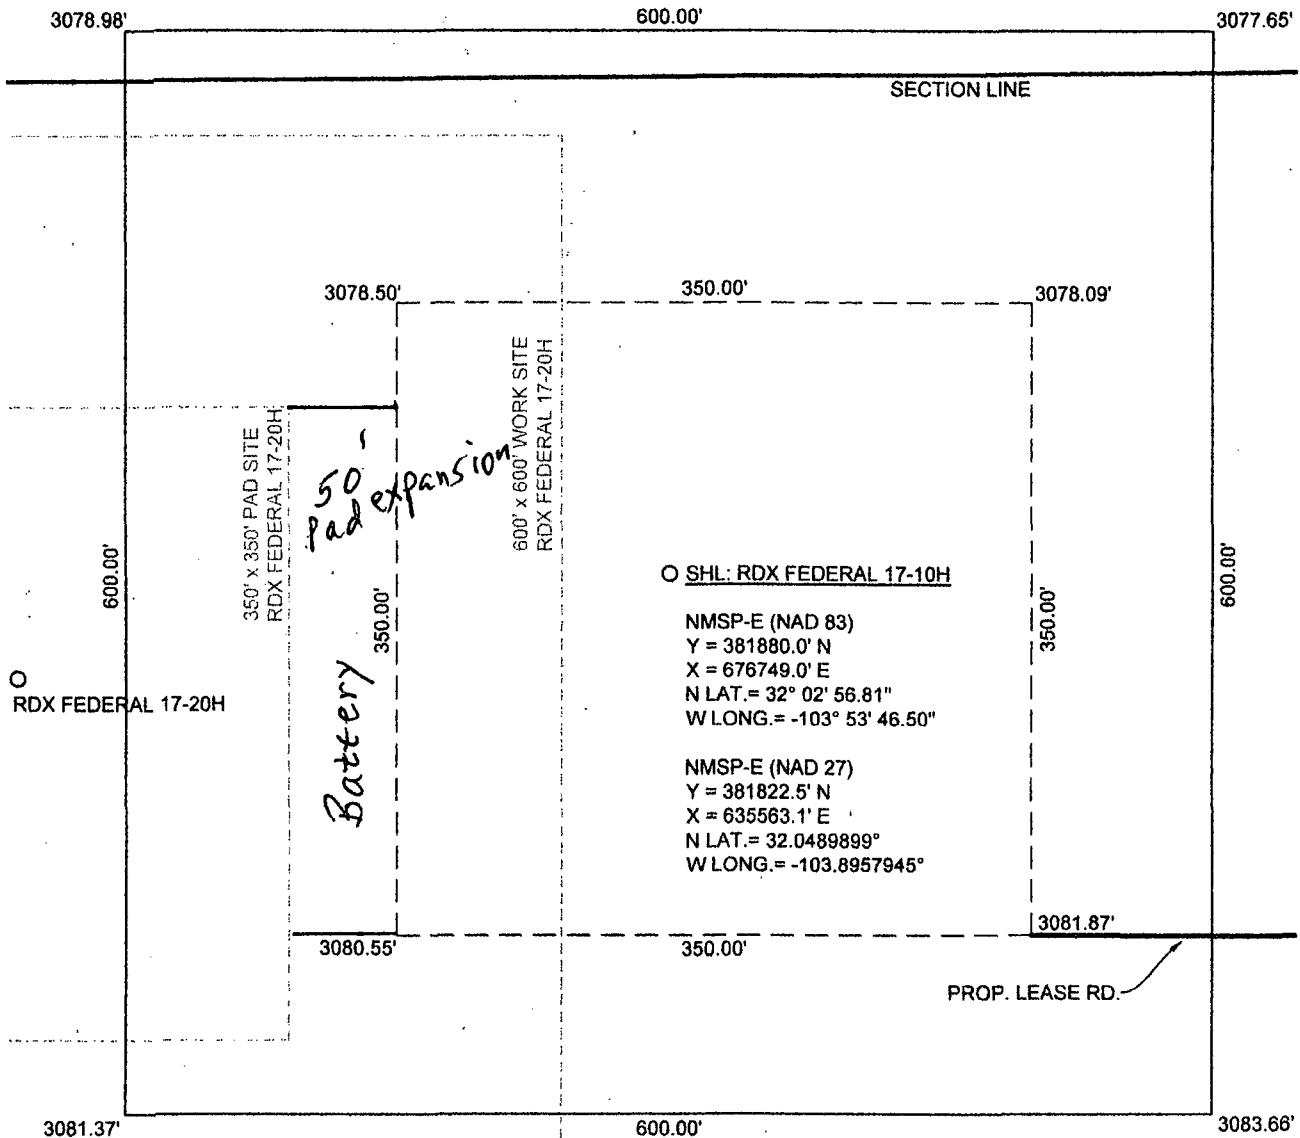 3078.98'
600.00'
3077.65'
SECTION LINE
3078.50'
350.00'
3078.09'
350' x 350' PAD SITE
RDX FEDERAL 17-20H
50'
Pad expansion
600' x 600' WORK SITE
RDX FEDERAL 17-20H
600.00'
350.00'
Battery
O SHL: RDX FEDERAL 17-10H
NMSP-E (NAD 83)
Y = 381880.0' N
X = 676749.0' E
N LAT.= 32° 02' 56.81"
W LONG.= -103° 53' 46.50"
NMSP-E (NAD 27)
Y = 381822.5' N
X = 635563.1' E
N LAT.= 32.0489899°
W LONG.= -103.8957945°
350.00'
600.00'
RDX FEDERAL 17-20H
3080.55'
350.00'
3081.87'
PROP. LEASE RD.
3081.37'
600.00'
3083.66'